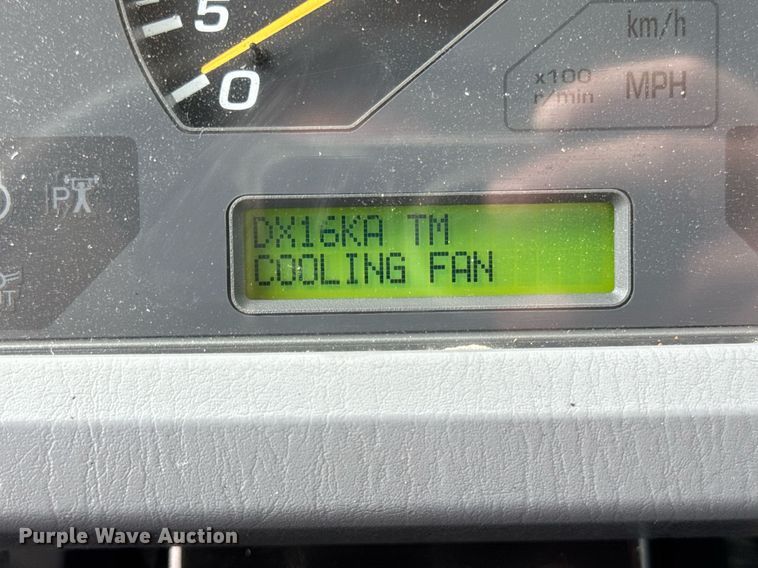 5
0
km/h
x100
r/min MPH
P
DX16KA TM
COOLING FAN
Purple Wave Auction